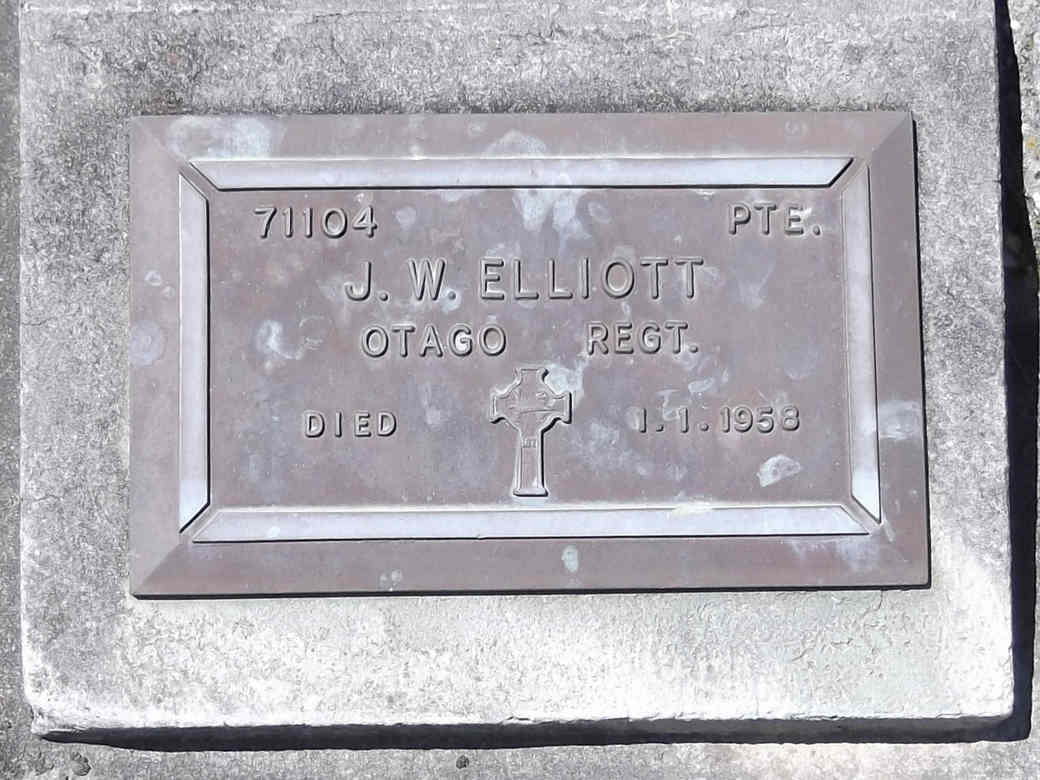 71104 PTE.
J. W. ELLIOTT
OTAGO REGT.
DIED 1.1.1958